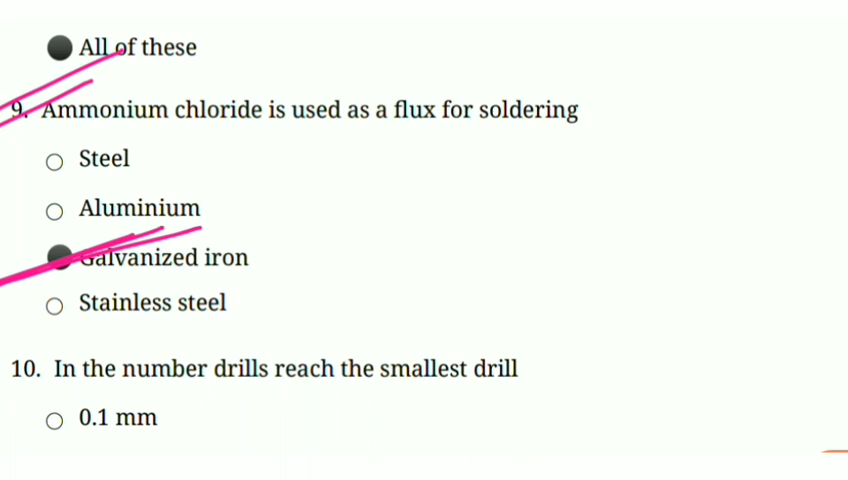 All of these
9. Ammonium chloride is used as a flux for soldering
Steel
Aluminium
Galvanized iron
Stainless steel
10. In the number drills reach the smallest drill
0.1 mm